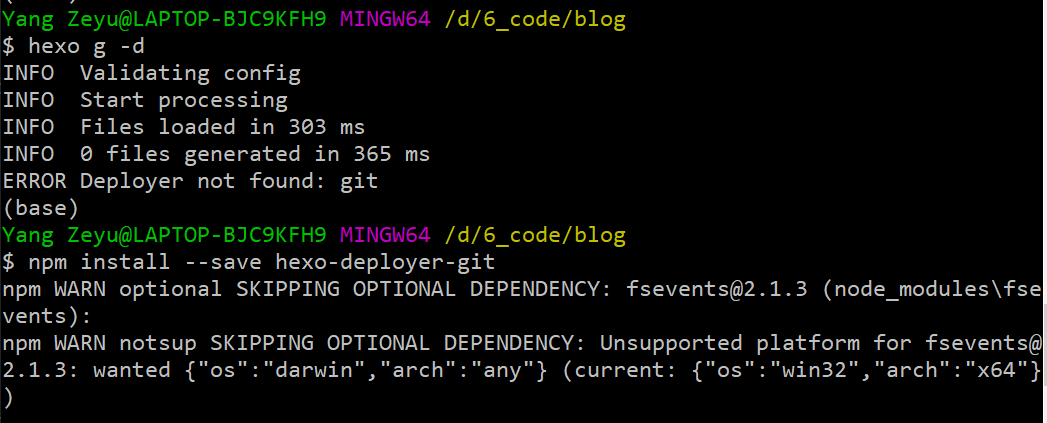 Yang Zeyu@LAPTOP-BJC9KFH9 MINGW64 /d/6_code/blog
$ hexo g -d
INFO  Validating config
INFO  Start processing
INFO  Files loaded in 303 ms
INFO  0 files generated in 365 ms
ERROR Deployer not found: git
(base)
Yang Zeyu@LAPTOP-BJC9KFH9 MINGW64 /d/6_code/blog
$ npm install --save hexo-deployer-git
npm WARN optional SKIPPING OPTIONAL DEPENDENCY: fsevents@2.1.3 (node_modules\fse
vents):
npm WARN notsup SKIPPING OPTIONAL DEPENDENCY: Unsupported platform for fsevents@
2.1.3: wanted {"os":"darwin","arch":"any"} (current: {"os":"win32","arch":"x64"}
)